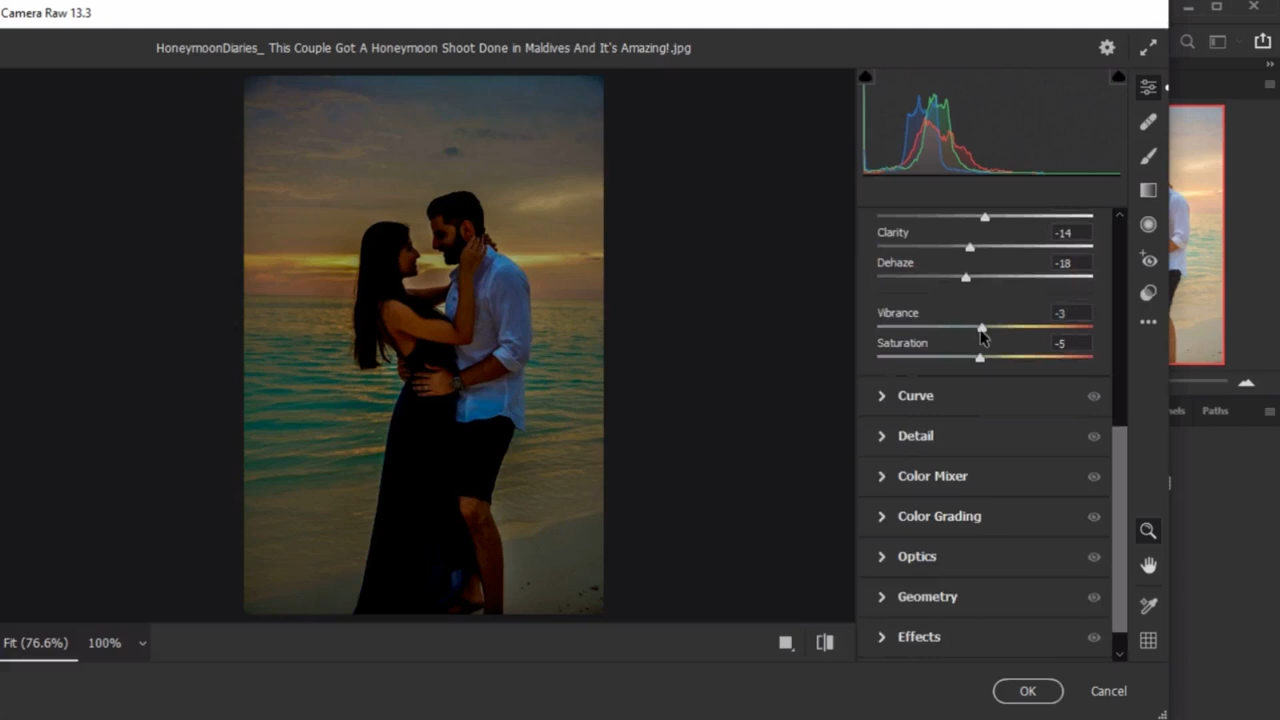 Camera Raw 13.3
HoneymoonDiaries_ This Couple Got A Honeymoon Shoot Done in Maldives And It's Amazing!.jpg
Clarity -14
Dehaze -18
Vibrance -3
Saturation -5
Curve
Detail
Color Mixer
Color Grading
Optics
Geometry
Effects
nels Paths
Fit (76.6%) 100%
OK Cancel